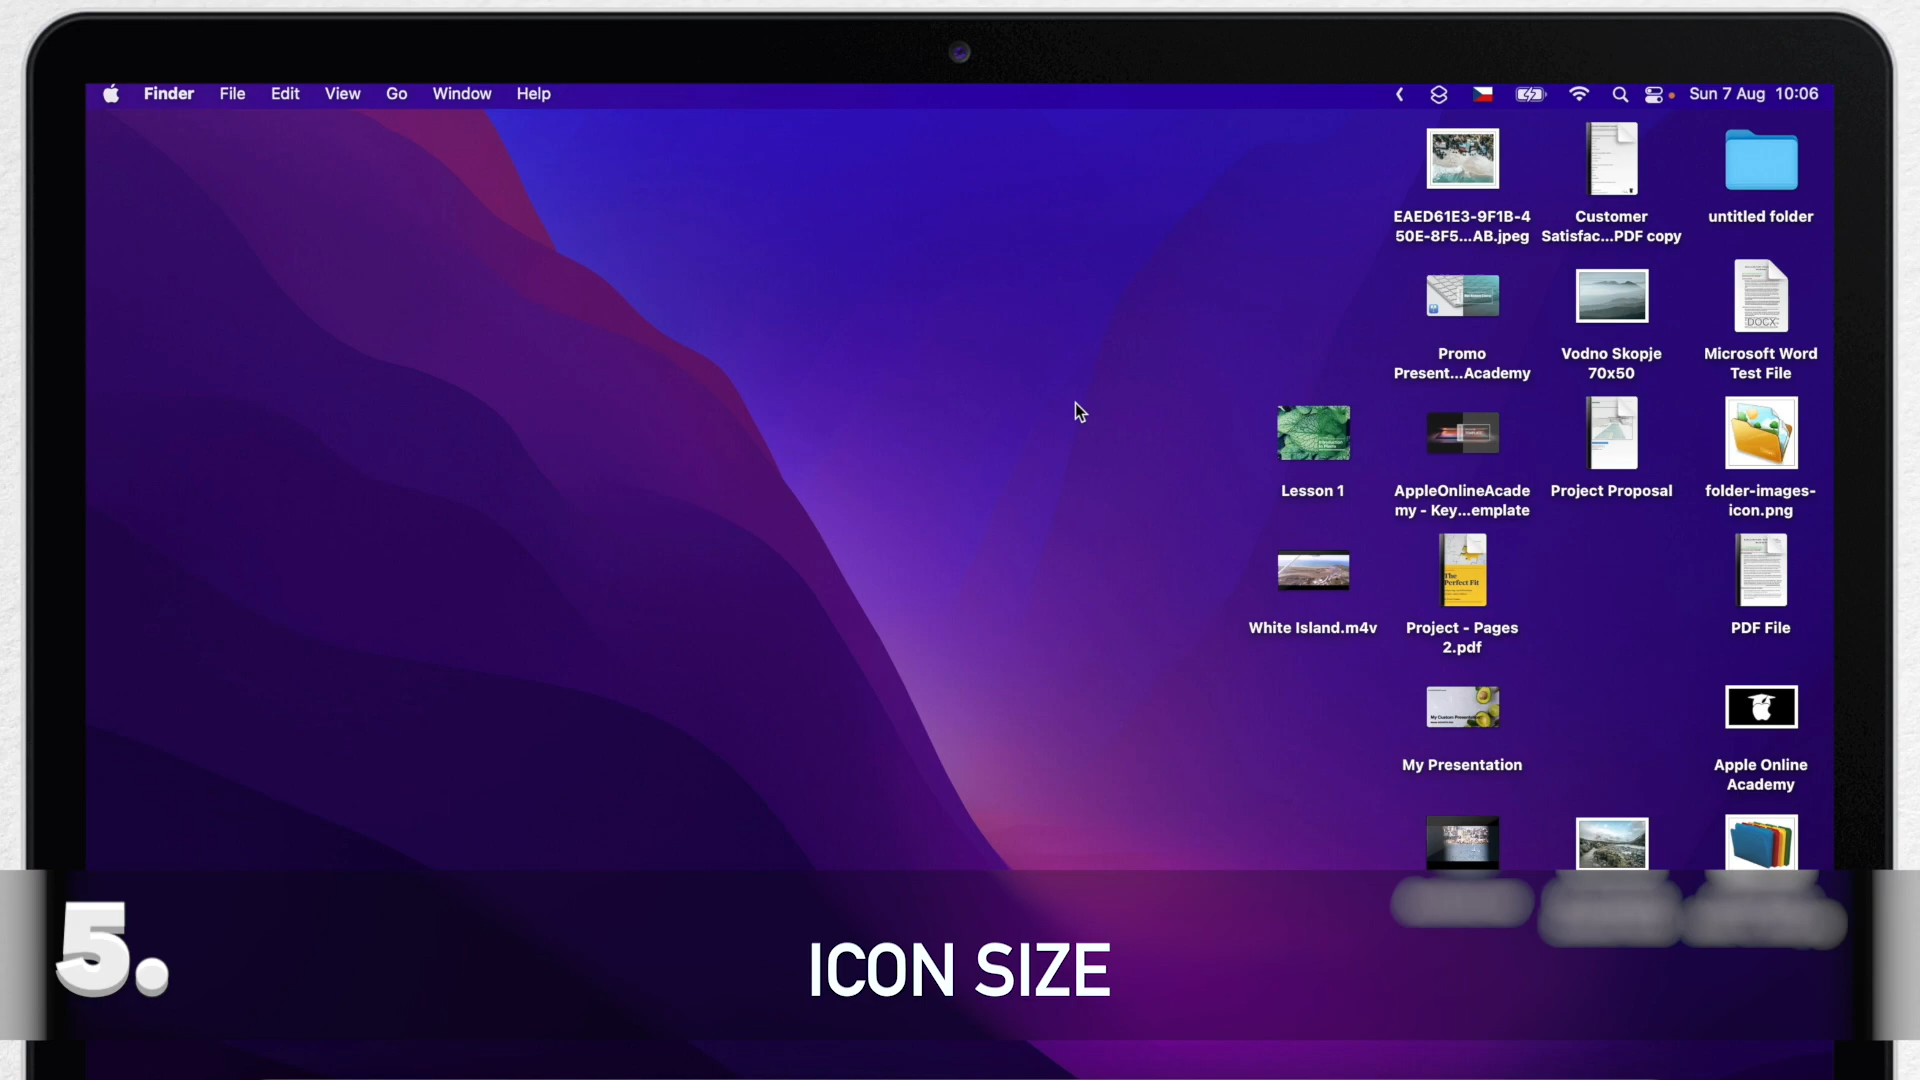 Finder File Edit View Go Window Help
Sun 7 Aug 10:06
EAED61E3-9F1B-4
50E-8F5...AB.jpeg
Customer
Satisfac...PDF copy
untitled folder
Promo
Present...Academy
Vodno Skopje
70x50
DOCX
Microsoft Word
Test File
Lesson 1
AppleOnlineAcade
my - Key...emplate
Project Proposal
folder-images-
icon.png
White Island.m4v
The
Perfect Fit
Project - Pages
2.pdf
PDF File
My Presentation
Apple Online
Academy
5.
ICON SIZE